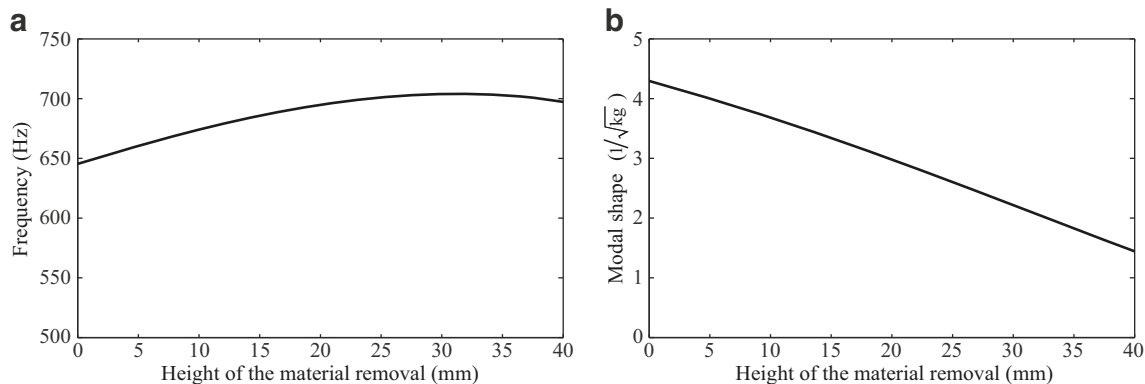 a
750
700
650
600
550
500
Frequency (Hz)
0 5 10 15 20 25 30 35 40
Height of the material removal (mm)
b
5
4
3
2
1
0
Modal shape (1/√kg)
0 5 10 15 20 25 30 35 40
Height of the material removal (mm)